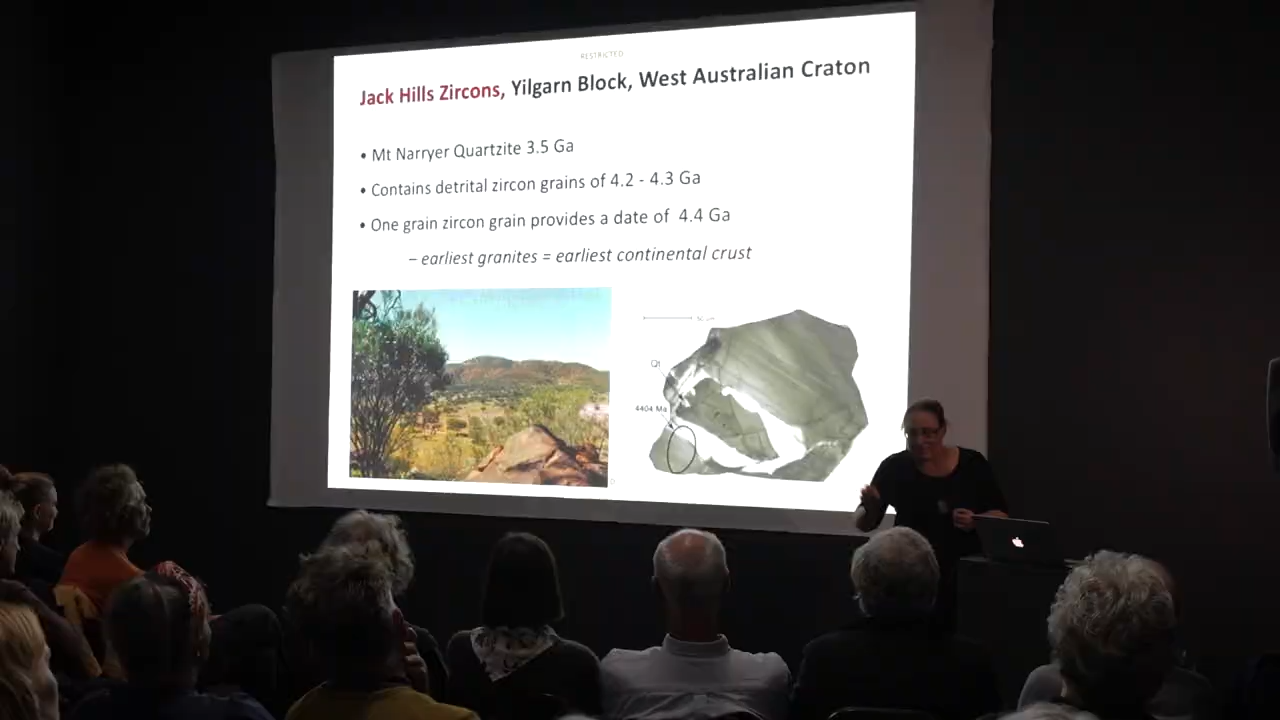 RESTRICTED
Jack Hills Zircons, Yilgarn Block, West Australian Craton
• Mt Narryer Quartzite 3.5 Ga
• Contains detrital zircon grains of 4.2 - 4.3 Ga
• One grain zircon grain provides a date of 4.4 Ga
– earliest granites = earliest continental crust
50 µm
4404 Ma